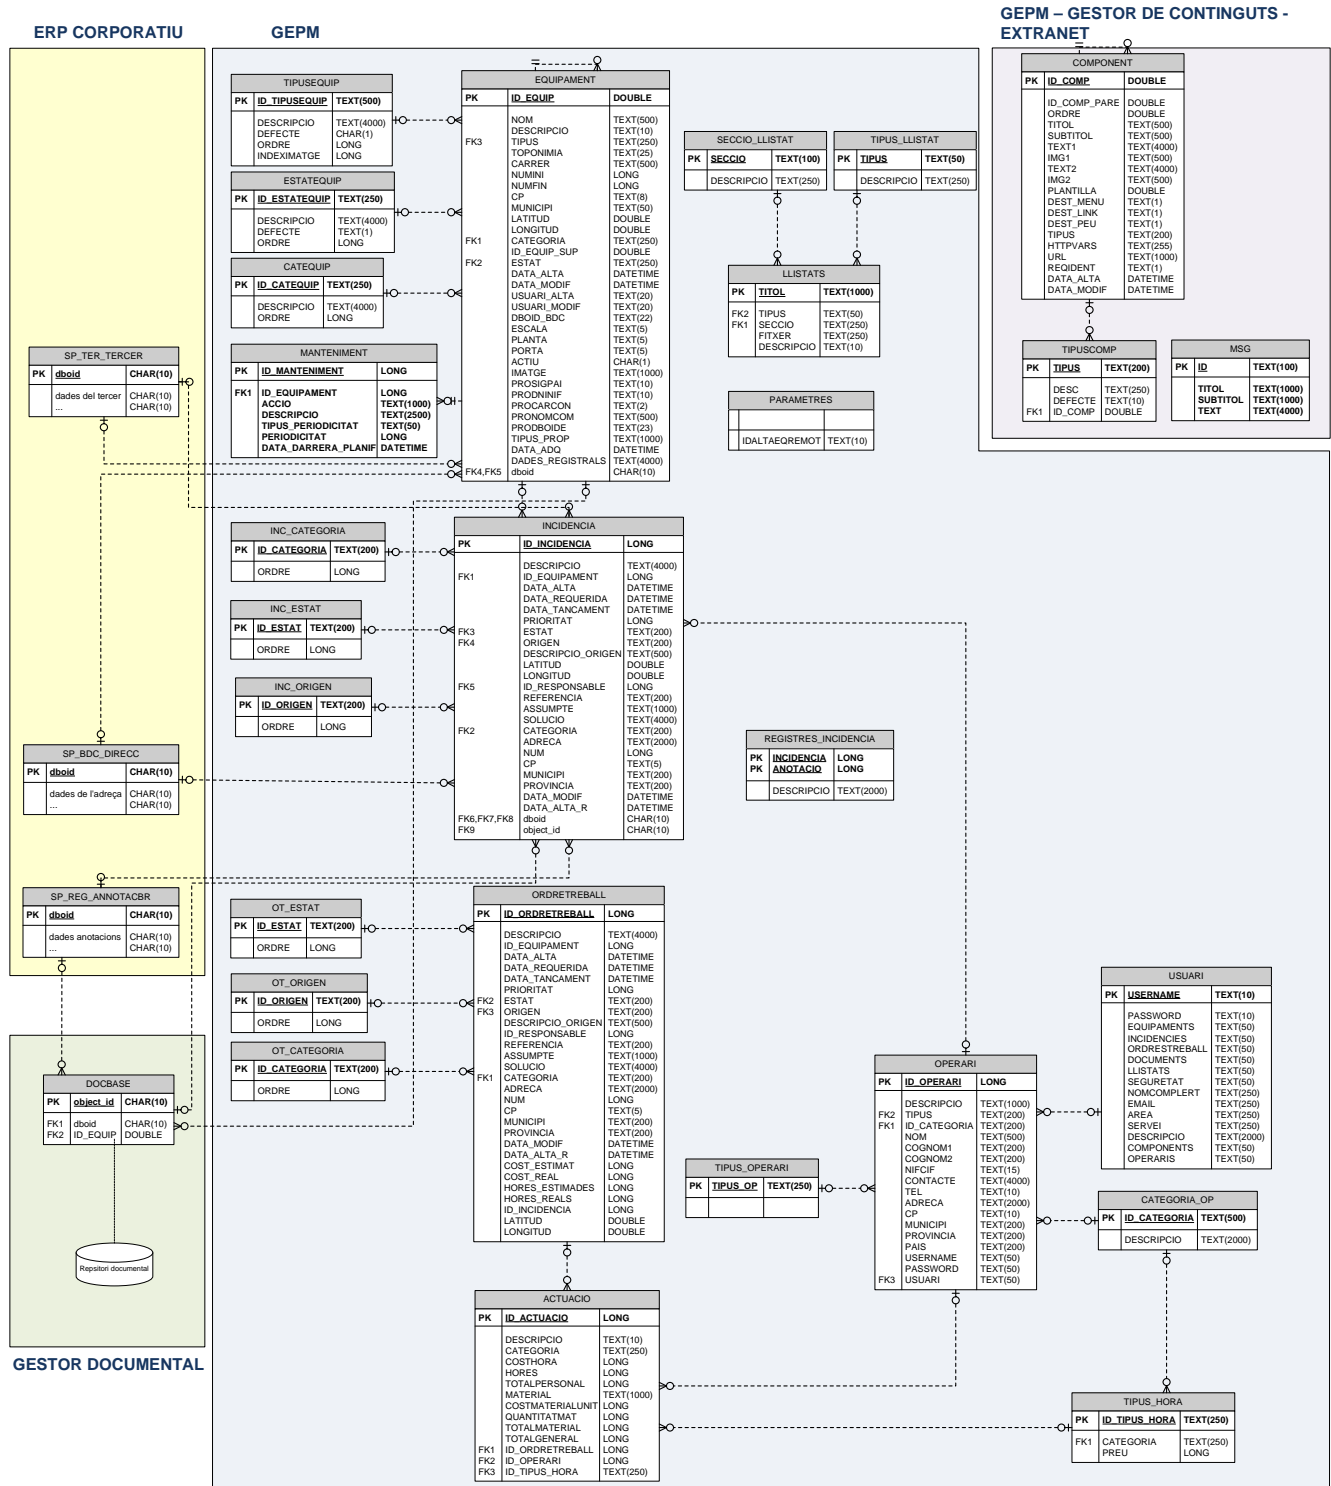 ERP CORPORATIU
GEPM
GEPM – GESTOR DE CONTINGUTS -
EXTRANET
TIPUSEQUIP
PK ID_TIPUSEQUIP TEXT(500)
DESCRIPCIO TEXT(4000)
DEFECTE CHAR(1)
ORDRE LONG
INDEXIMATGE LONG
ESTATEQUIP
PK ID_ESTATEQUIP TEXT(250)
DESCRIPCIO TEXT(4000)
DEFECTE TEXT(1)
ORDRE LONG
CATEQUIP
PK ID_CATEQUIP TEXT(250)
DESCRIPCIO TEXT(4000)
ORDRE LONG
MANTENIMENT
PK ID_MANTENIMENT LONG
FK1 ID_EQUIPAMENT LONG
ACCIO TEXT(1000)
DESCRIPCIO TEXT(2500)
TIPUS_PERIODICITAT TEXT(50)
PERIODICITAT LONG
DATA_DARRERA_PLANIF DATETIME
EQUIPAMENT
PK ID_EQUIP DOUBLE
NOM TEXT(500)
DESCRIPCIO TEXT(10)
FK3 TIPUS TEXT(250)
TOPONIMIA TEXT(25)
CARRER TEXT(500)
NUMINI LONG
NUMFIN LONG
CP TEXT(8)
MUNICIPI TEXT(50)
LATITUD DOUBLE
LONGITUD DOUBLE
FK1 CATEGORIA TEXT(250)
ID_EQUIP_SUP DOUBLE
FK2 ESTAT TEXT(250)
DATA_ALTA DATETIME
DATA_MODIF DATETIME
USUARI_ALTA TEXT(20)
USUARI_MODIF TEXT(20)
DBOID_BDC TEXT(22)
ESCALA TEXT(5)
PLANTA TEXT(5)
PORTA TEXT(5)
ACTIU CHAR(1)
IMATGE TEXT(1000)
PROSIGPAI TEXT(10)
PRODNINIF TEXT(10)
PROCARCON TEXT(2)
PRONOMCOM TEXT(500)
PRODBOIDE TEXT(23)
TIPUS_PROP TEXT(1000)
DATA_ADQ DATETIME
DADES_REGISTRALS TEXT(4000)
FK4,FK5 dboid CHAR(10)
SECCIO_LLISTAT
PK SECCIO TEXT(100)
DESCRIPCIO TEXT(250)
TIPUS_LLISTAT
PK TIPUS TEXT(50)
DESCRIPCIO TEXT(250)
LLISTATS
PK TITOL TEXT(1000)
FK2 TIPUS TEXT(50)
FK1 SECCIO TEXT(250)
FITXER TEXT(250)
DESCRIPCIO TEXT(10)
PARAMETRES
IDALTAEQREMOT TEXT(10)
COMPONENT
PK ID_COMP DOUBLE
ID_COMP_PARE DOUBLE
ORDRE DOUBLE
TITOL TEXT(500)
SUBTITOL TEXT(500)
TEXT1 TEXT(4000)
IMG1 TEXT(500)
TEXT2 TEXT(4000)
IMG2 TEXT(500)
PLANTILLA DOUBLE
DEST_MENU TEXT(1)
DEST_LINK TEXT(1)
DEST_PEU TEXT(1)
TIPUS TEXT(200)
HTTPVARS TEXT(255)
URL TEXT(1000)
REQIDENT TEXT(1)
DATA_ALTA DATETIME
DATA_MODIF DATETIME
TIPUSCOMP
PK TIPUS TEXT(200)
DESC TEXT(250)
DEFECTE TEXT(10)
FK1 ID_COMP DOUBLE
MSG
PK ID TEXT(100)
TITOL TEXT(1000)
SUBTITOL TEXT(1000)
TEXT TEXT(4000)
SP_TER_TERCER
PK dboid CHAR(10)
dades del tercer CHAR(10)
... CHAR(10)
INC_CATEGORIA
PK ID_CATEGORIA TEXT(200)
ORDRE LONG
INC_ESTAT
PK ID_ESTAT TEXT(200)
ORDRE LONG
INC_ORIGEN
PK ID_ORIGEN TEXT(200)
ORDRE LONG
INCIDENCIA
PK ID_INCIDENCIA LONG
DESCRIPCIO TEXT(4000)
FK1 ID_EQUIPAMENT LONG
DATA_ALTA DATETIME
DATA_REQUERIDA DATETIME
DATA_TANCAMENT DATETIME
PRIORITAT LONG
FK3 ESTAT TEXT(200)
FK4 ORIGEN TEXT(200)
DESCRIPCIO_ORIGEN TEXT(500)
LATITUD DOUBLE
LONGITUD DOUBLE
FK5 ID_RESPONSABLE LONG
REFERENCIA TEXT(200)
ASSUMPTE TEXT(1000)
SOLUCIO TEXT(4000)
FK2 CATEGORIA TEXT(200)
ADRECA TEXT(2000)
NUM LONG
CP TEXT(5)
MUNICIPI TEXT(200)
PROVINCIA TEXT(200)
DATA_MODIF DATETIME
DATA_ALTA_R DATETIME
FK6,FK7,FK8 dboid CHAR(10)
FK9 object_id CHAR(10)
REGISTRES_INCIDENCIA
PK INCIDENCIA LONG
PK ANOTACIO LONG
DESCRIPCIO TEXT(2000)
SP_BDC_DIRECC
PK dboid CHAR(10)
dades de l'adreça CHAR(10)
... CHAR(10)
SP_REG_ANNOTACBR
PK dboid CHAR(10)
dades anotacions CHAR(10)
... CHAR(10)
OT_ESTAT
PK ID_ESTAT TEXT(200)
ORDRE LONG
OT_ORIGEN
PK ID_ORIGEN TEXT(200)
ORDRE LONG
OT_CATEGORIA
PK ID_CATEGORIA TEXT(200)
ORDRE LONG
ORDRETREBALL
PK ID_ORDRETREBALL LONG
DESCRIPCIO TEXT(4000)
ID_EQUIPAMENT LONG
DATA_ALTA DATETIME
DATA_REQUERIDA DATETIME
DATA_TANCAMENT DATETIME
PRIORITAT LONG
FK2 ESTAT TEXT(200)
FK3 ORIGEN TEXT(200)
DESCRIPCIO_ORIGEN TEXT(500)
ID_RESPONSABLE LONG
REFERENCIA TEXT(200)
ASSUMPTE TEXT(1000)
SOLUCIO TEXT(4000)
FK1 CATEGORIA TEXT(200)
ADRECA TEXT(2000)
NUM LONG
CP TEXT(5)
MUNICIPI TEXT(200)
PROVINCIA TEXT(200)
DATA_MODIF DATETIME
DATA_ALTA_R DATETIME
COST_ESTIMAT LONG
COST_REAL LONG
HORES_ESTIMADES LONG
HORES_REALS LONG
ID_INCIDENCIA LONG
LATITUD DOUBLE
LONGITUD DOUBLE
DOCBASE
PK object_id CHAR(10)
FK1 dboid CHAR(10)
FK2 ID_EQUIP DOUBLE
Repsitori documental
GESTOR DOCUMENTAL
USUARI
PK USERNAME TEXT(10)
PASSWORD TEXT(10)
EQUIPAMENTS TEXT(50)
INCIDENCIES TEXT(50)
ORDRESTREBALL TEXT(50)
DOCUMENTS TEXT(50)
LLISTATS TEXT(50)
SEGURETAT TEXT(50)
NOMCOMPLERT TEXT(250)
EMAIL TEXT(250)
AREA TEXT(250)
SERVEI TEXT(250)
DESCRIPCIO TEXT(2000)
COMPONENTS TEXT(50)
OPERARIS TEXT(50)
OPERARI
PK ID_OPERARI LONG
DESCRIPCIO TEXT(1000)
FK2 TIPUS TEXT(200)
FK1 ID_CATEGORIA TEXT(200)
NOM TEXT(500)
COGNOM1 TEXT(200)
COGNOM2 TEXT(200)
NIFCIF TEXT(15)
CONTACTE TEXT(4000)
TEL TEXT(10)
ADRECA TEXT(2000)
CP TEXT(10)
MUNICIPI TEXT(200)
PROVINCIA TEXT(200)
PAIS TEXT(200)
USERNAME TEXT(50)
PASSWORD TEXT(50)
FK3 USUARI TEXT(50)
TIPUS_OPERARI
PK TIPUS_OP TEXT(250)
CATEGORIA_OP
PK ID_CATEGORIA TEXT(500)
DESCRIPCIO TEXT(2000)
ACTUACIO
PK ID_ACTUACIO LONG
DESCRIPCIO TEXT(10)
CATEGORIA TEXT(250)
COSTHORA LONG
HORES LONG
TOTALPERSONAL LONG
MATERIAL TEXT(1000)
COSTMATERIALUNIT LONG
QUANTITATMAT LONG
TOTALMATERIAL LONG
TOTALGENERAL LONG
FK1 ID_ORDRETREBALL LONG
FK2 ID_OPERARI LONG
FK3 ID_TIPUS_HORA TEXT(250)
TIPUS_HORA
PK ID_TIPUS_HORA TEXT(250)
FK1 CATEGORIA TEXT(250)
PREU LONG